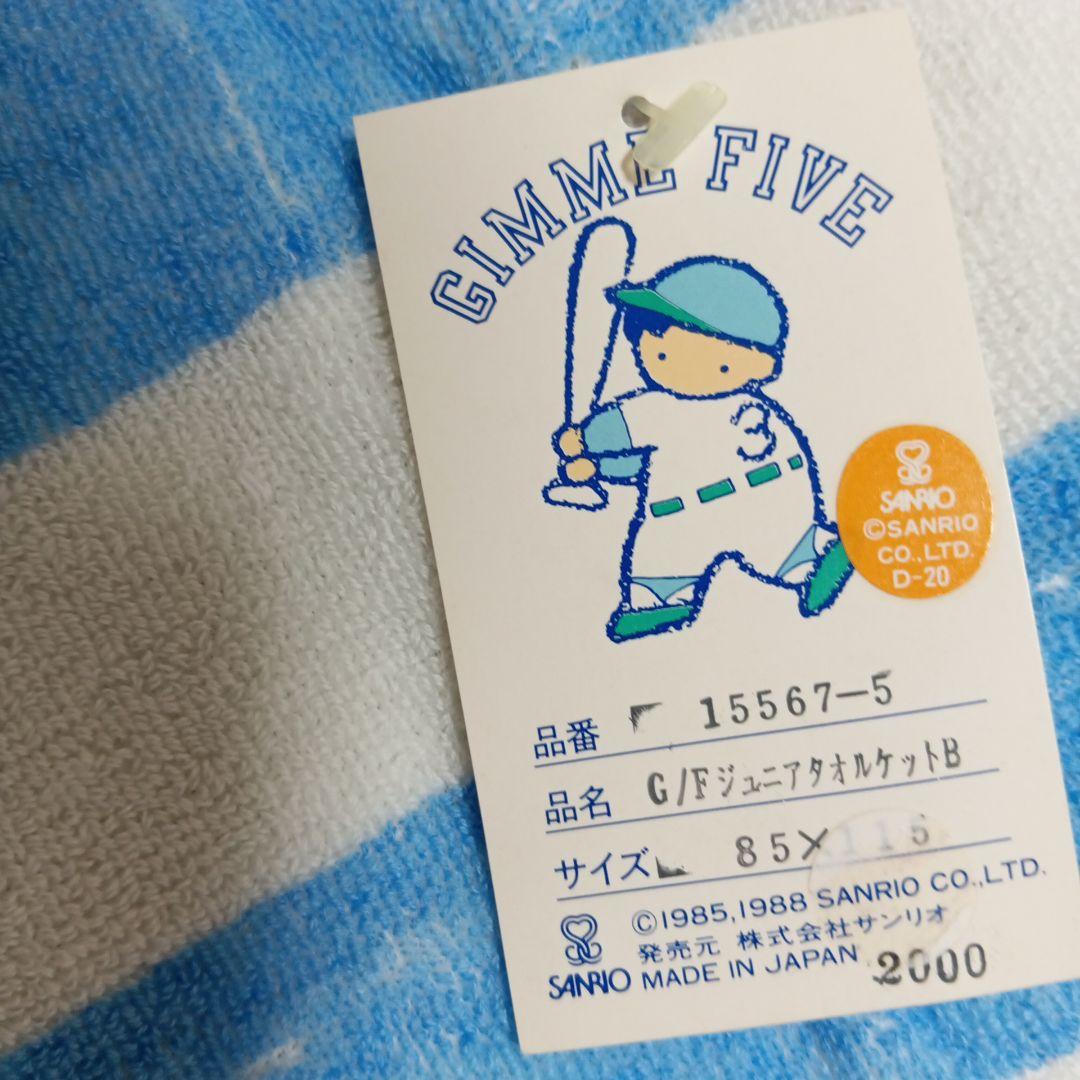 GIMME FIVE
3
SANRIO
©SANRIO
CO.,LTD.
D-20
品番 15567-5
品名 G/FジュニアタオルケットB
サイズ 85×115
©1985,1988 SANRIO CO.,LTD.
発売元 株式会社サンリオ
SANRIO MADE IN JAPAN 2000